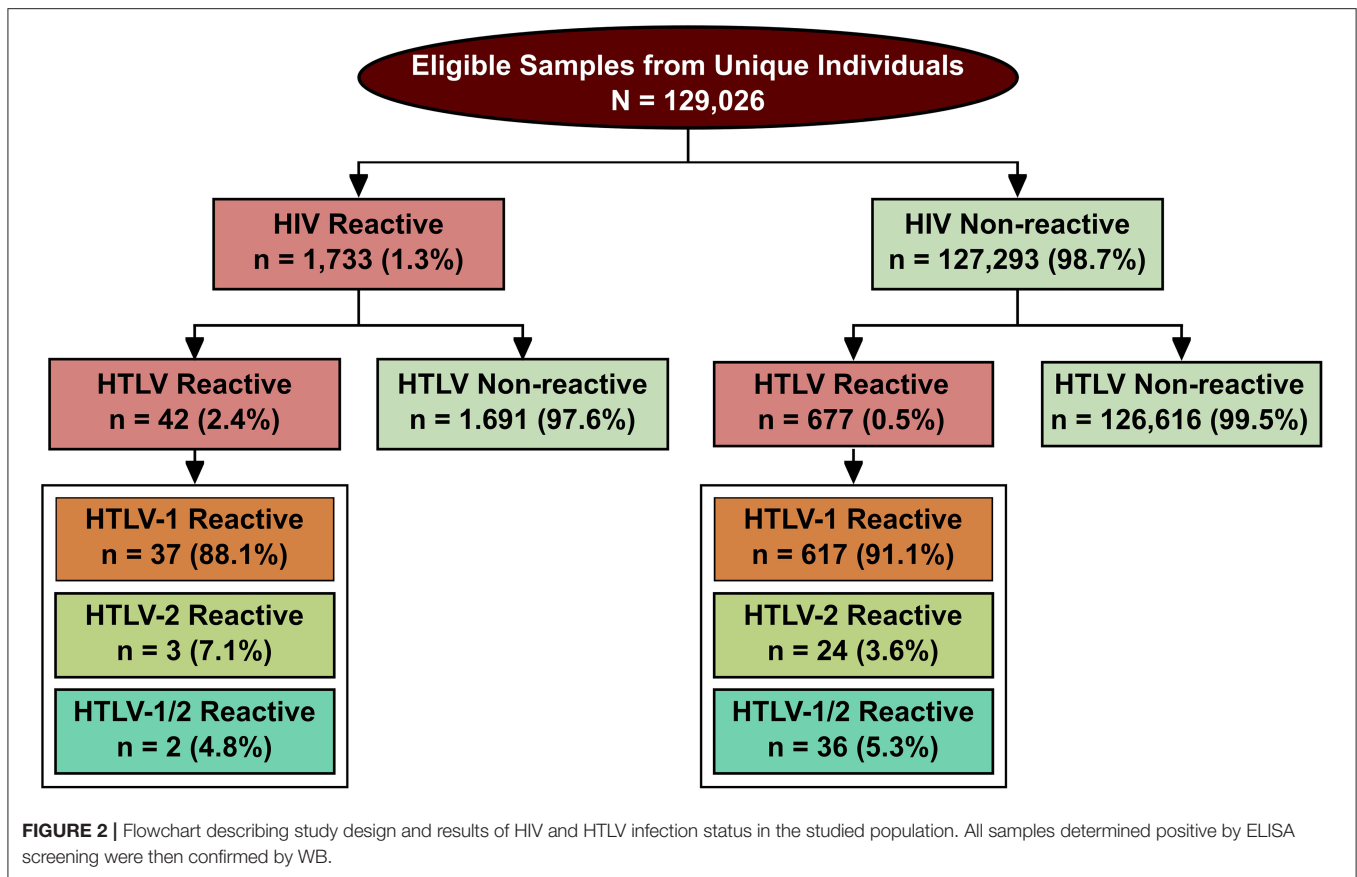 Eligible Samples from Unique Individuals
N = 129,026
HIV Reactive
n = 1,733 (1.3%)
HIV Non-reactive
n = 127,293 (98.7%)
HTLV Reactive
n = 42 (2.4%)
HTLV Non-reactive
n = 1.691 (97.6%)
HTLV Reactive
n = 677 (0.5%)
HTLV Non-reactive
n = 126,616 (99.5%)
HTLV-1 Reactive
n = 37 (88.1%)
HTLV-2 Reactive
n = 3 (7.1%)
HTLV-1/2 Reactive
n = 2 (4.8%)
HTLV-1 Reactive
n = 617 (91.1%)
HTLV-2 Reactive
n = 24 (3.6%)
HTLV-1/2 Reactive
n = 36 (5.3%)
FIGURE 2 | Flowchart describing study design and results of HIV and HTLV infection status in the studied population. All samples determined positive by ELISA
screening were then confirmed by WB.